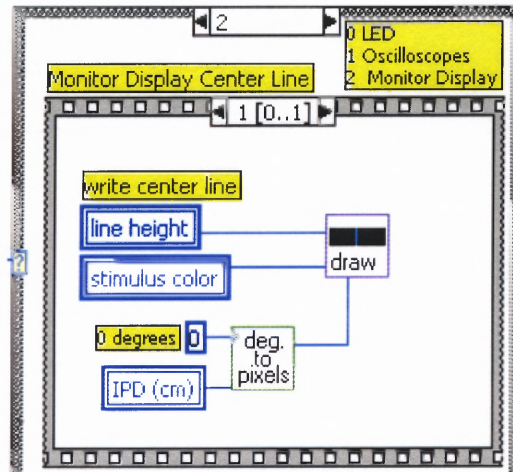 2
0 LED
1 Oscilloscopes
2 Monitor Display
Monitor Display Center Line
1 [0..1]
write center line
line height
stimulus color
draw
0 degrees
0
deg.
to
pixels
IPD (cm)
?